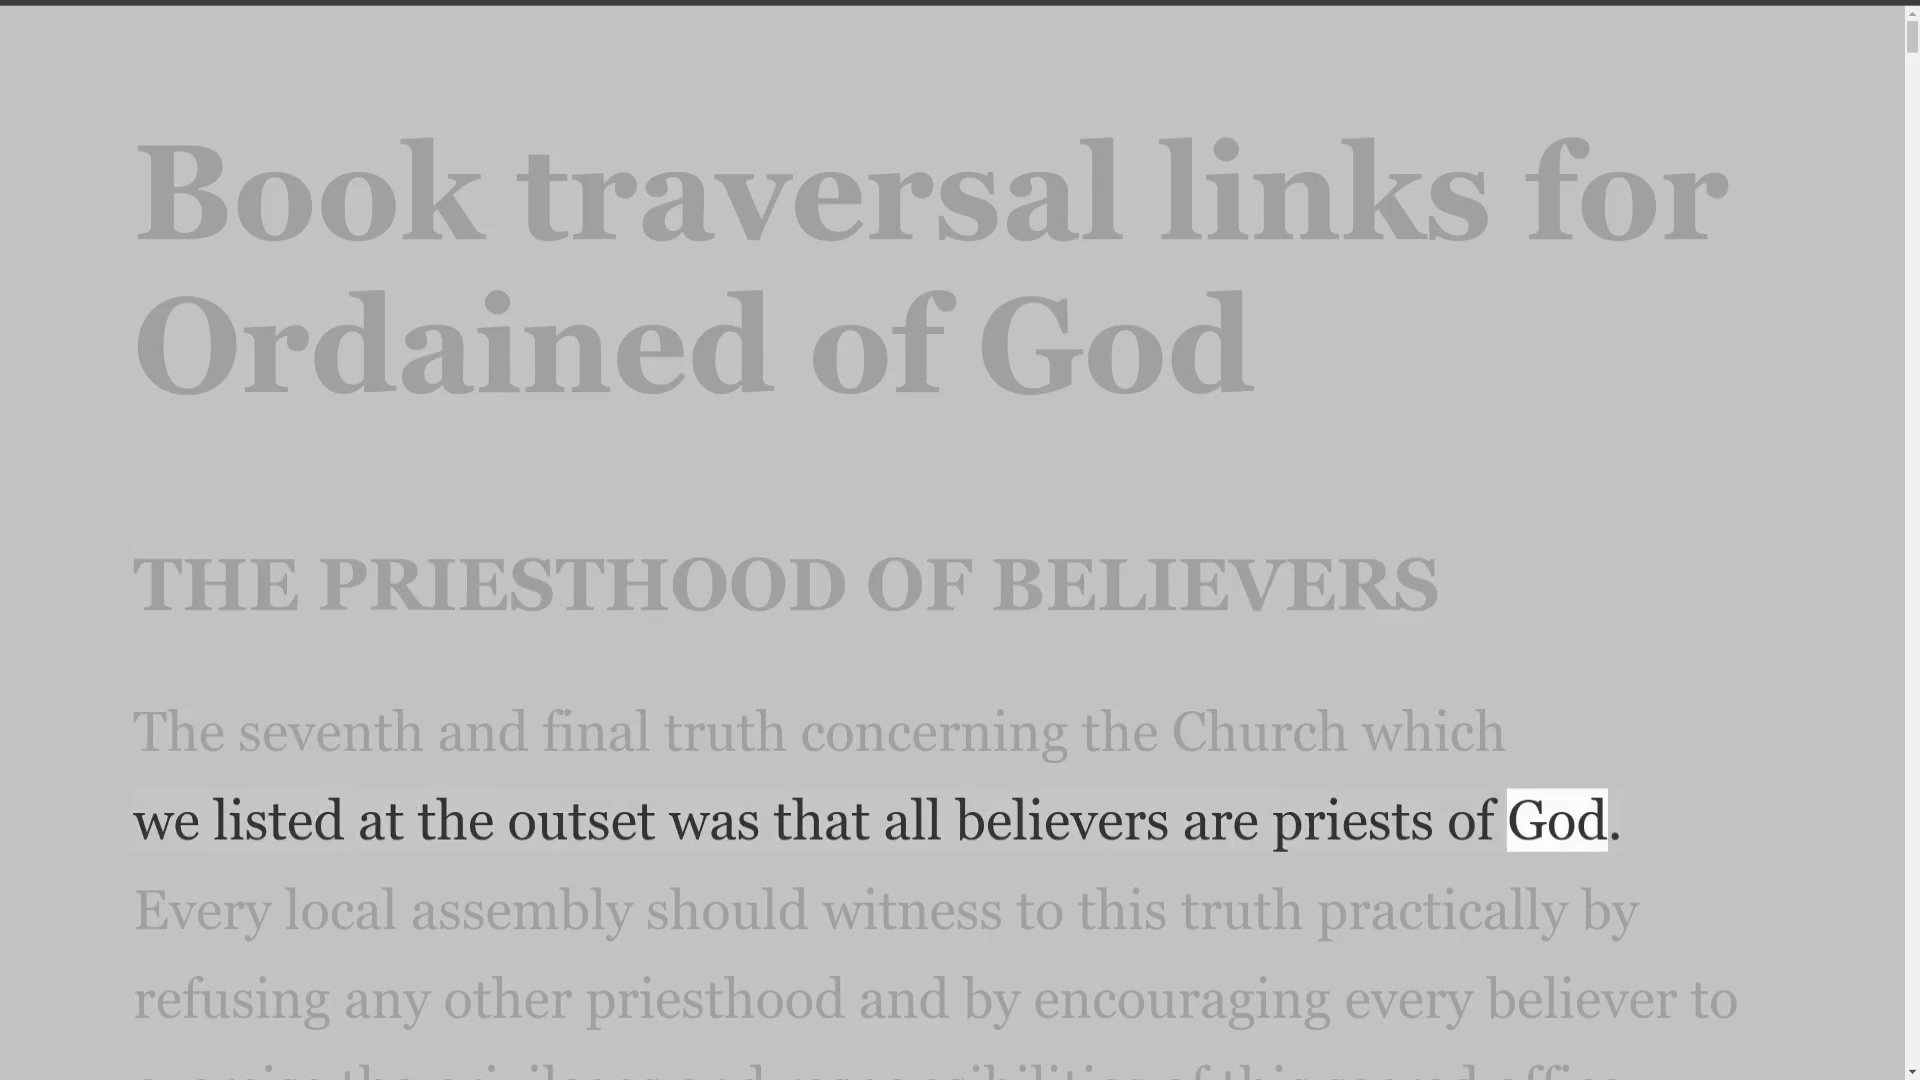 Book traversal links for
Ordained of God
THE PRIESTHOOD OF BELIEVERS
The seventh and final truth concerning the Church which
we listed at the outset was that all believers are priests of God.
Every local assembly should witness to this truth practically by
refusing any other priesthood and by encouraging every believer to